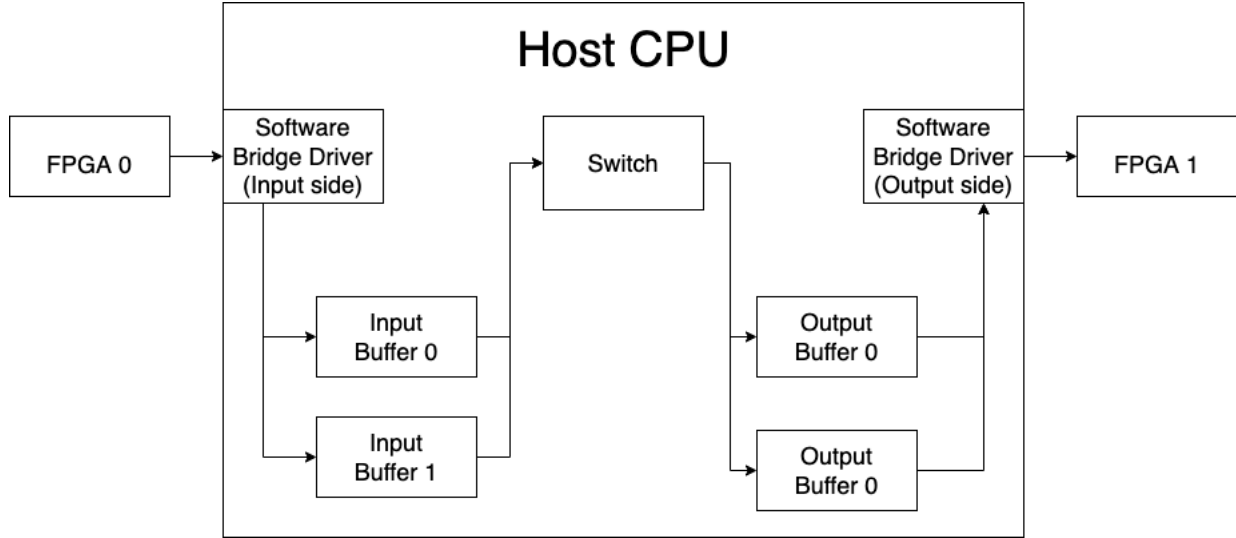 Host CPU
FPGA 0
Software
Bridge Driver
(Input side)
Switch
Software
Bridge Driver
(Output side)
FPGA 1
Input
Buffer 0
Output
Buffer 0
Input
Buffer 1
Output
Buffer 0